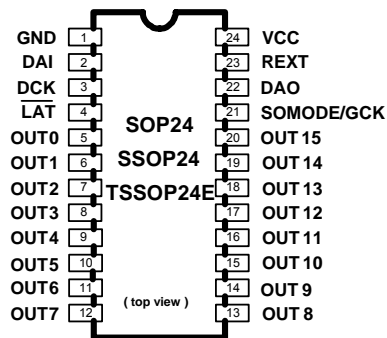 GND 1 24 VCC
DAI 2 23 REXT
DCK 3 22 DAO
LAT 4 21 SOMODE/GCK
OUT0 5 20 OUT 15
OUT1 6 19 OUT 14
OUT2 7 18 OUT 13
OUT3 8 17 OUT 12
OUT4 9 16 OUT 11
OUT5 10 15 OUT 10
OUT6 11 14 OUT 9
OUT7 12 13 OUT 8
SOP24
SSOP24
TSSOP24E
( top view )